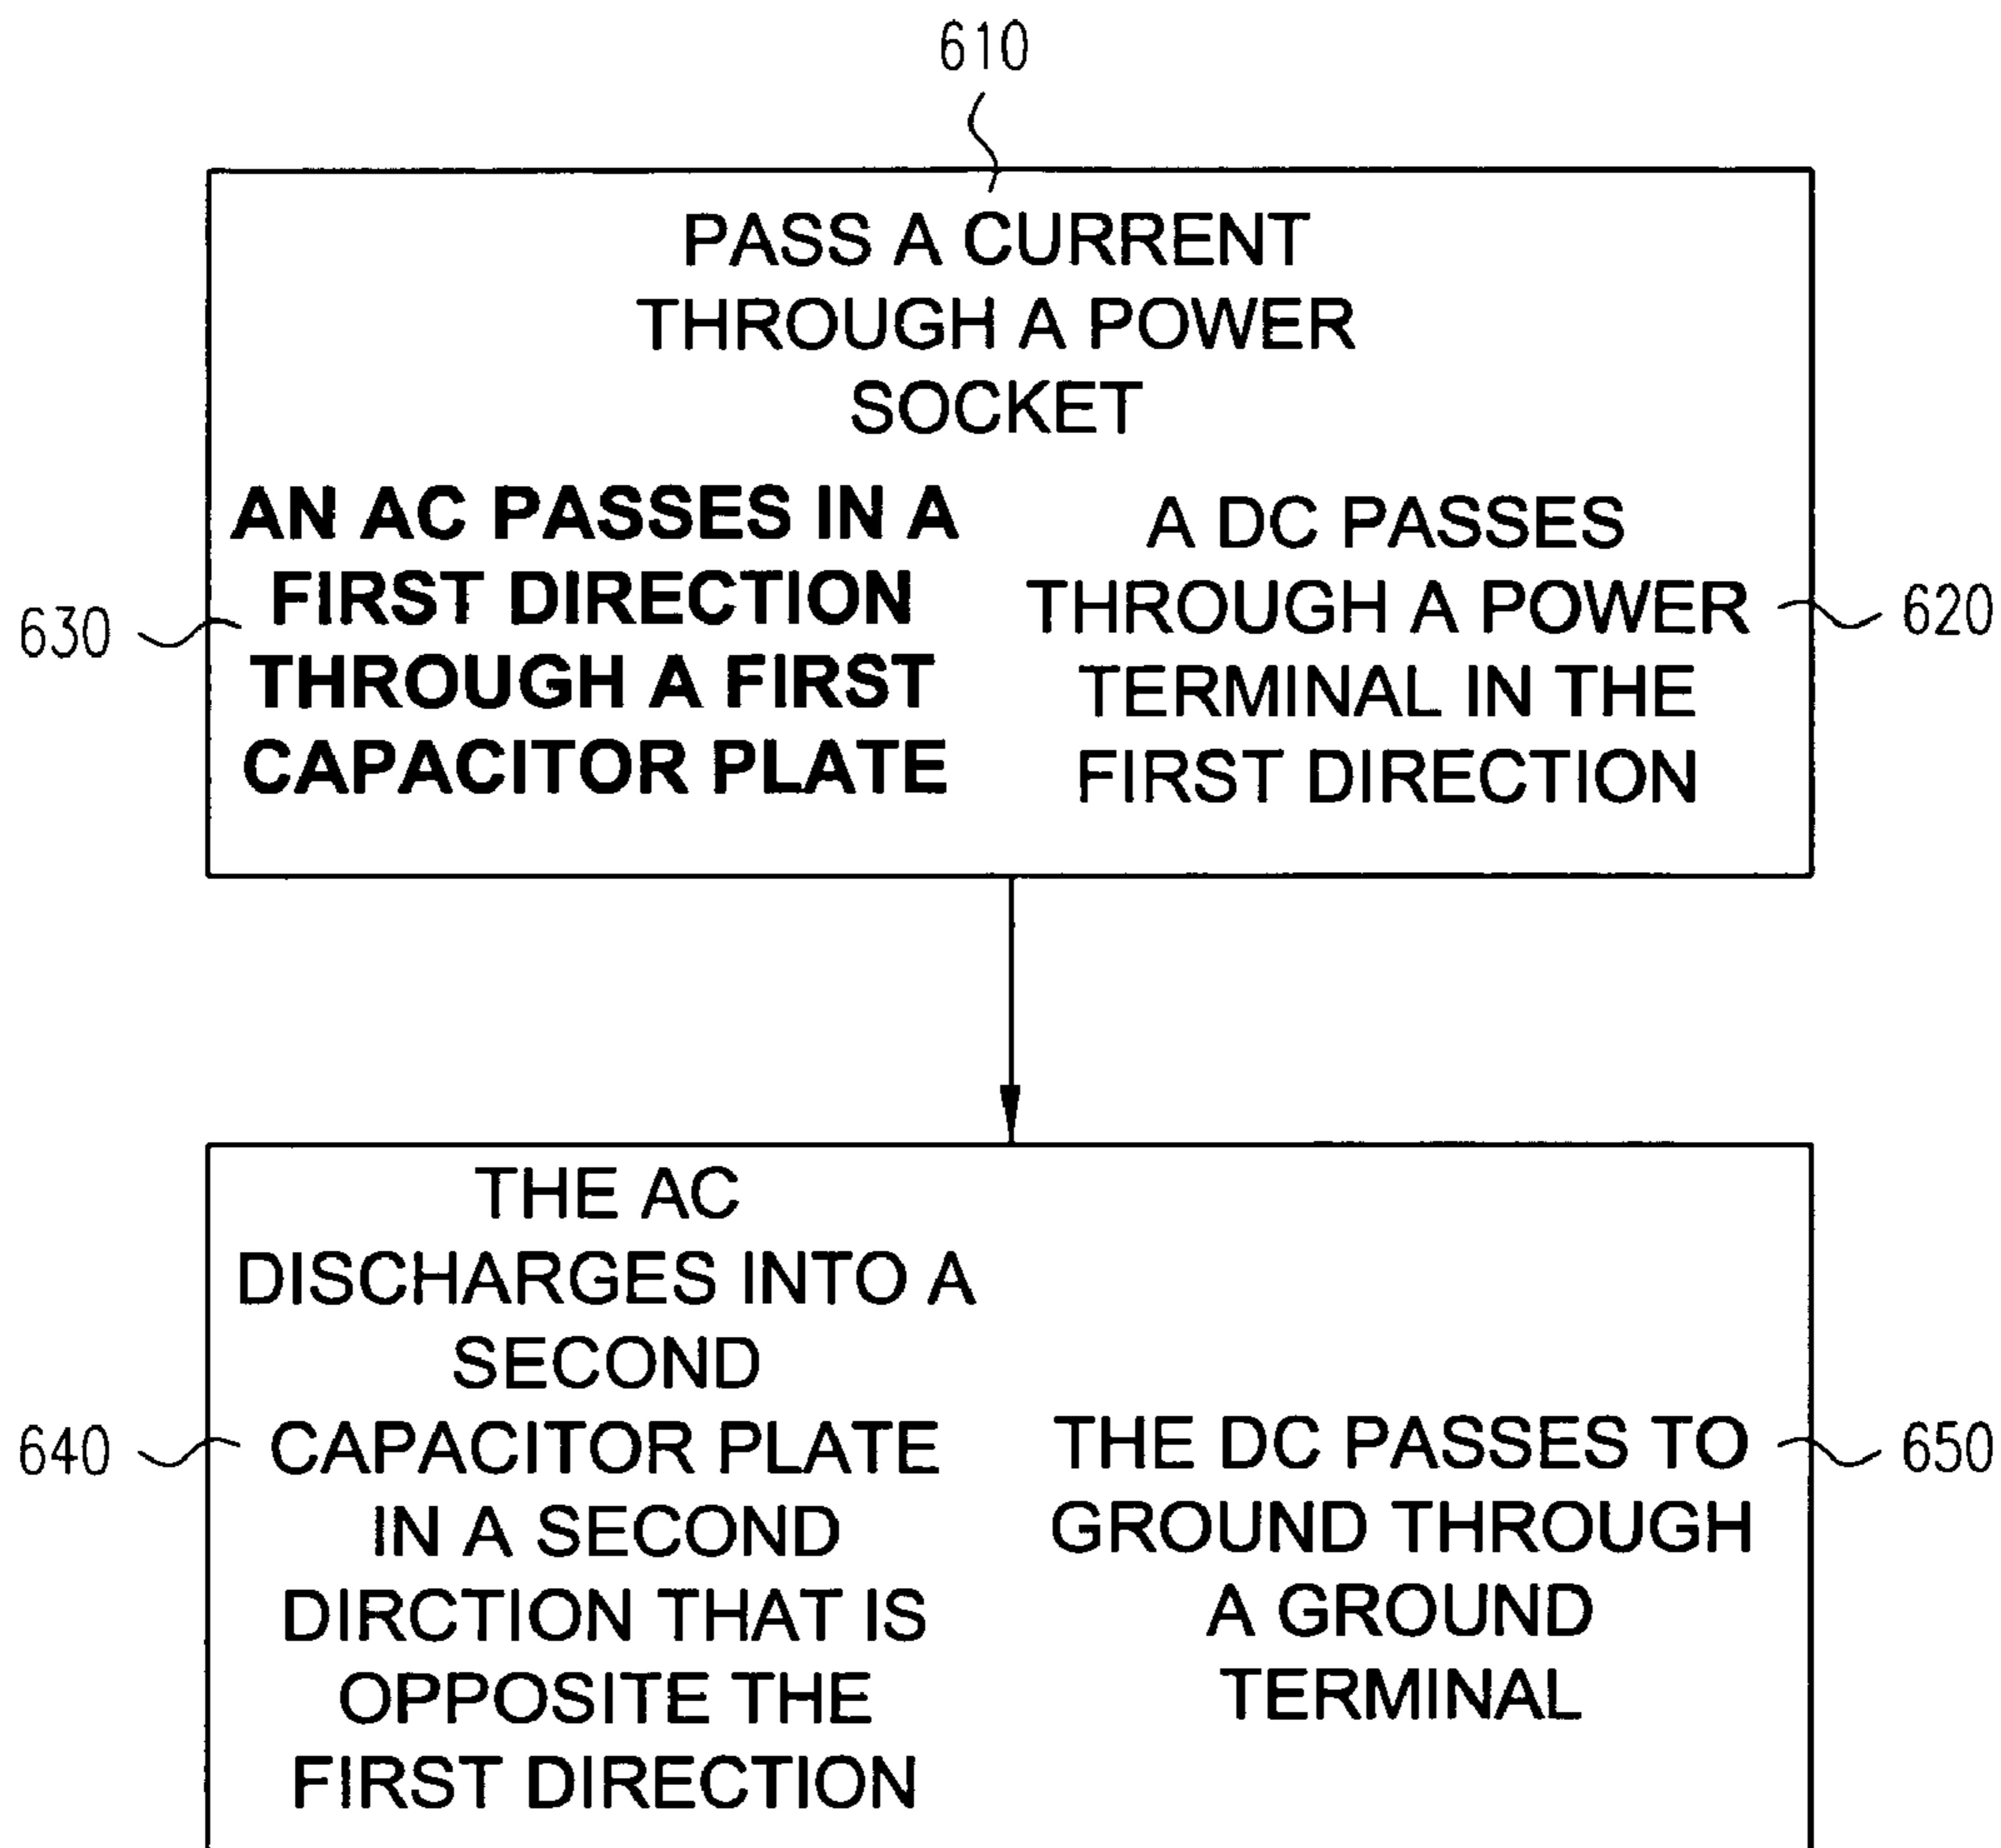 610
PASS A CURRENT
THROUGH A POWER
SOCKET
AN AC PASSES IN A
FIRST DIRECTION
THROUGH A FIRST
CAPACITOR PLATE
630
A DC PASSES
THROUGH A POWER
TERMINAL IN THE
FIRST DIRECTION
620
THE AC
DISCHARGES INTO A
SECOND
CAPACITOR PLATE
IN A SECOND
DIRCTION THAT IS
OPPOSITE THE
FIRST DIRECTION
640
THE DC PASSES TO
GROUND THROUGH
A GROUND
TERMINAL
650